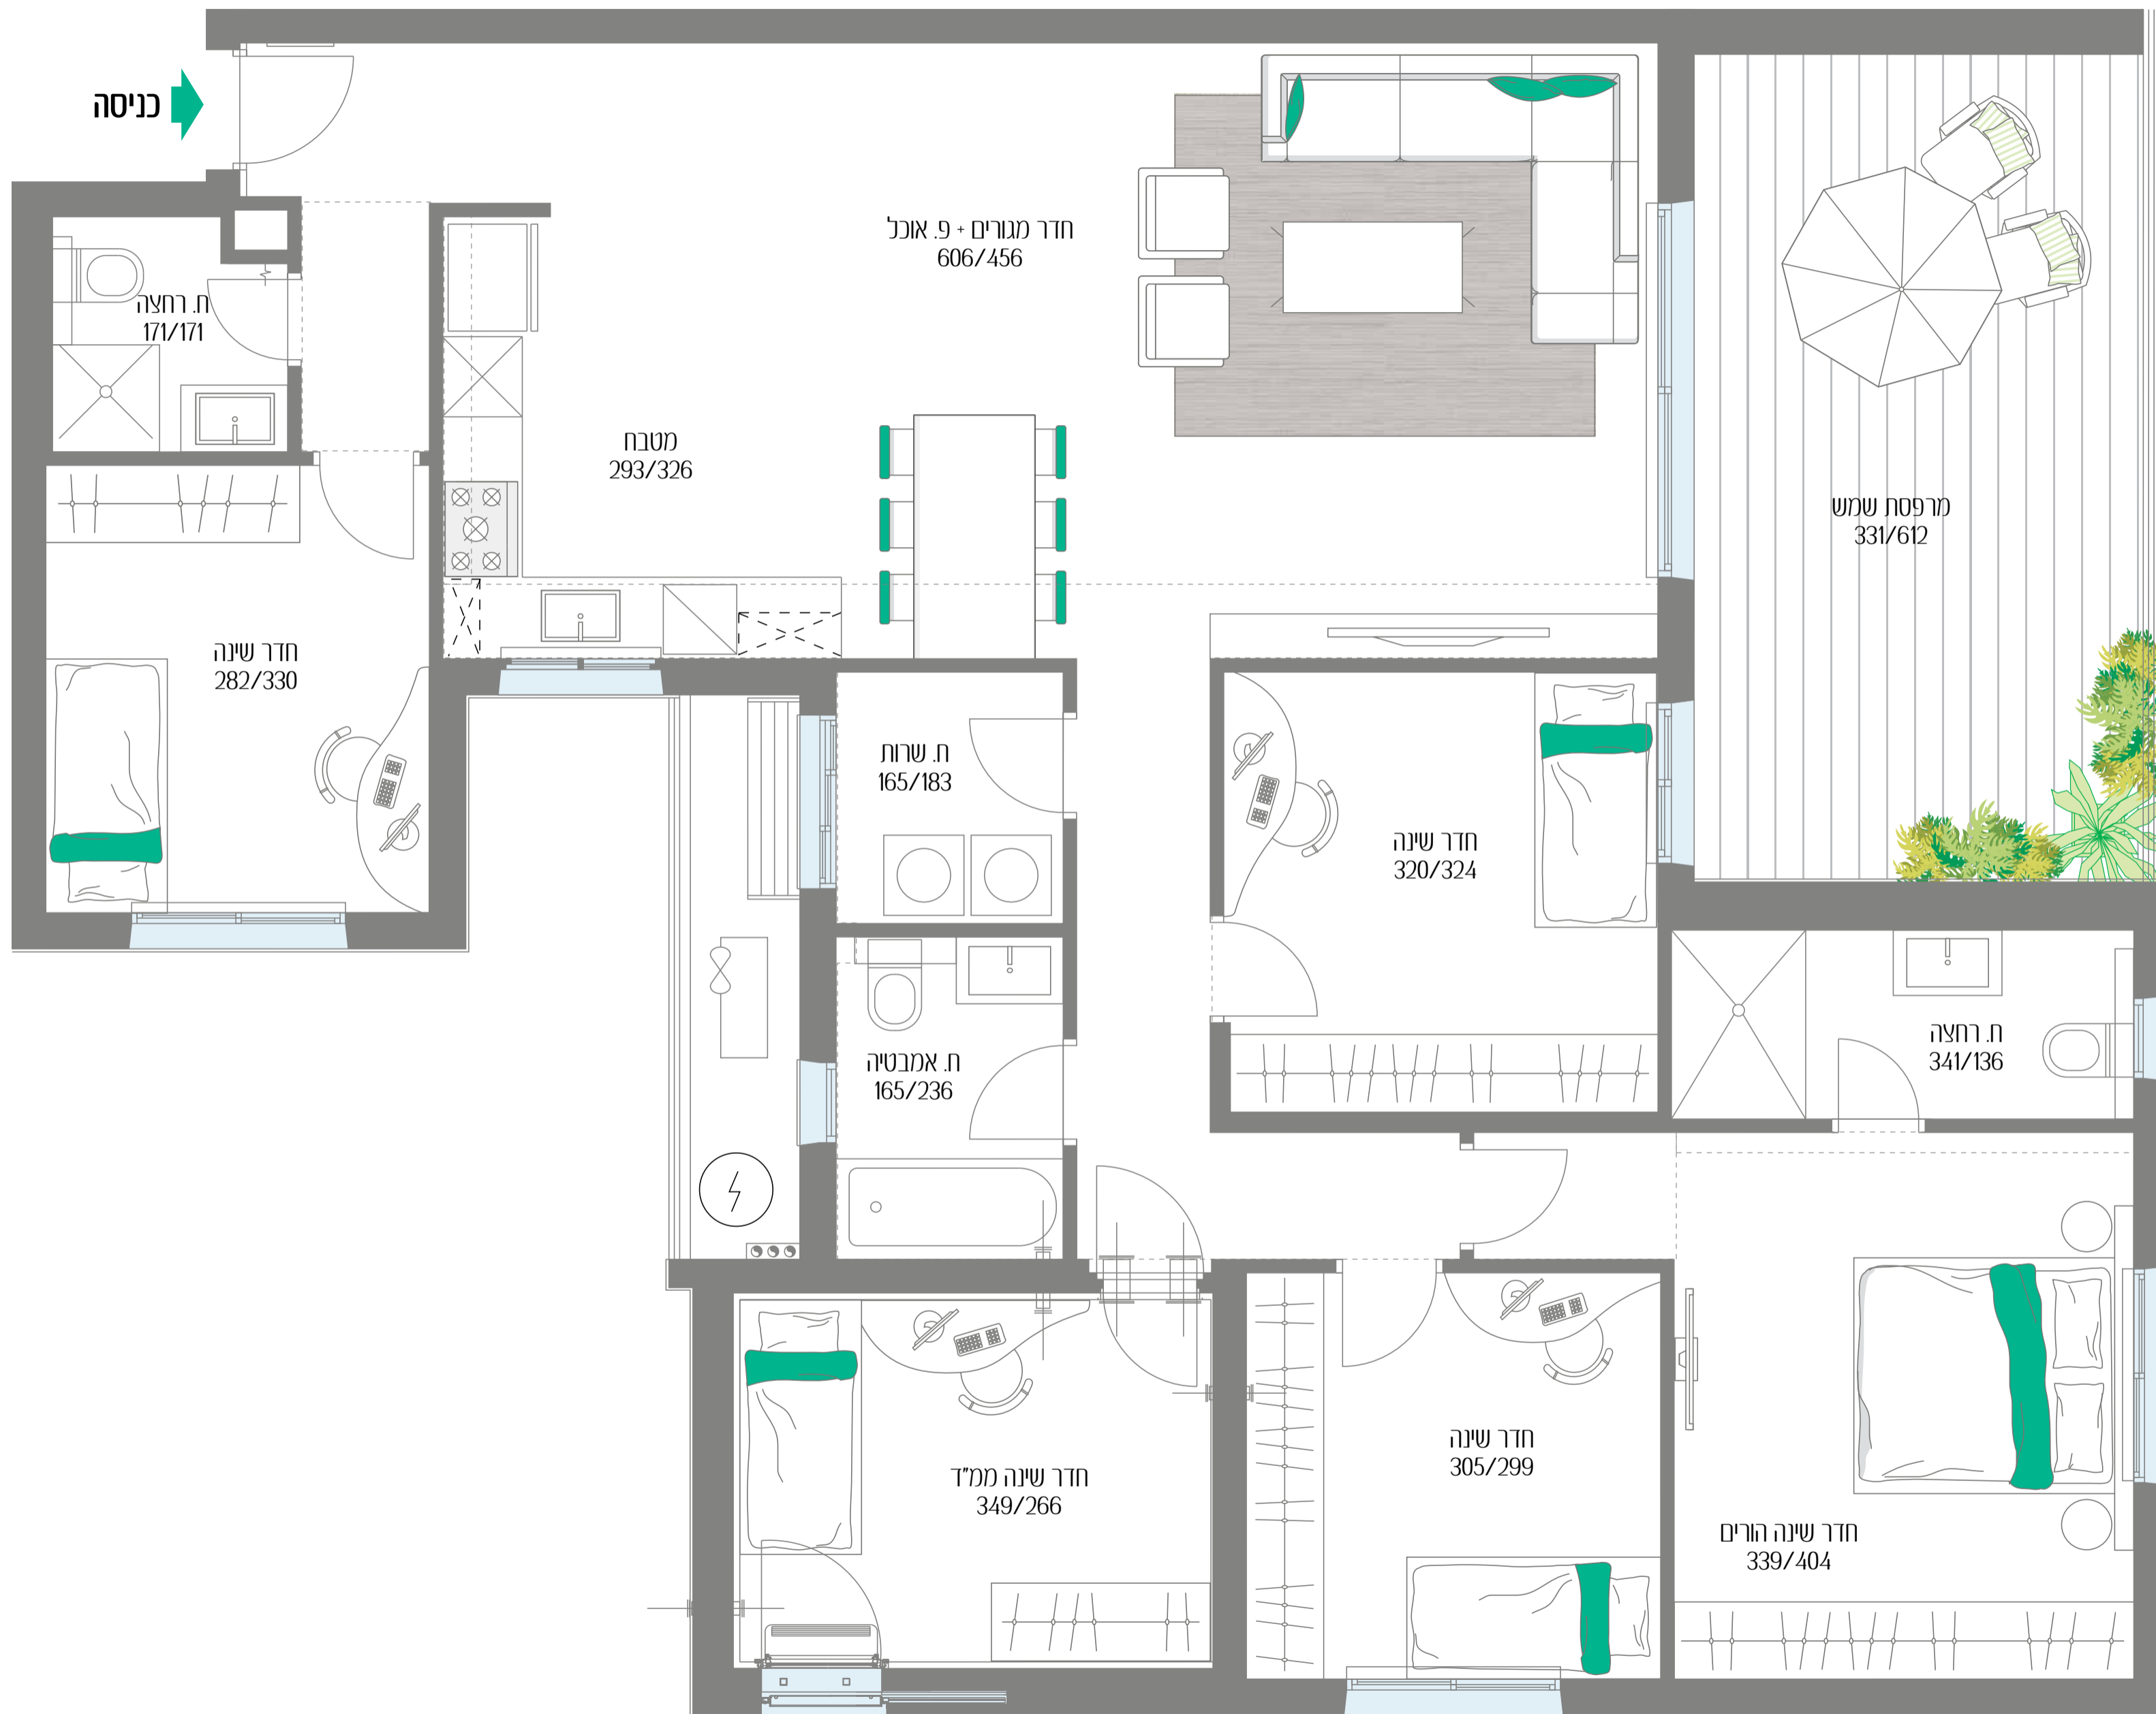 כניסה
חדר מגורים + פ. אוכל
606/456
ח. רחצה
171/171
מטבח
293/326
מרפסת שמש
331/612
חדר שינה
282/330
ח. שרות
165/183
חדר שינה
320/324
ח. רחצה
341/136
ח. אמבטיה
165/236
חדר שינה
305/299
חדר שינה ממ"ד
349/266
חדר שינה הורים
339/404